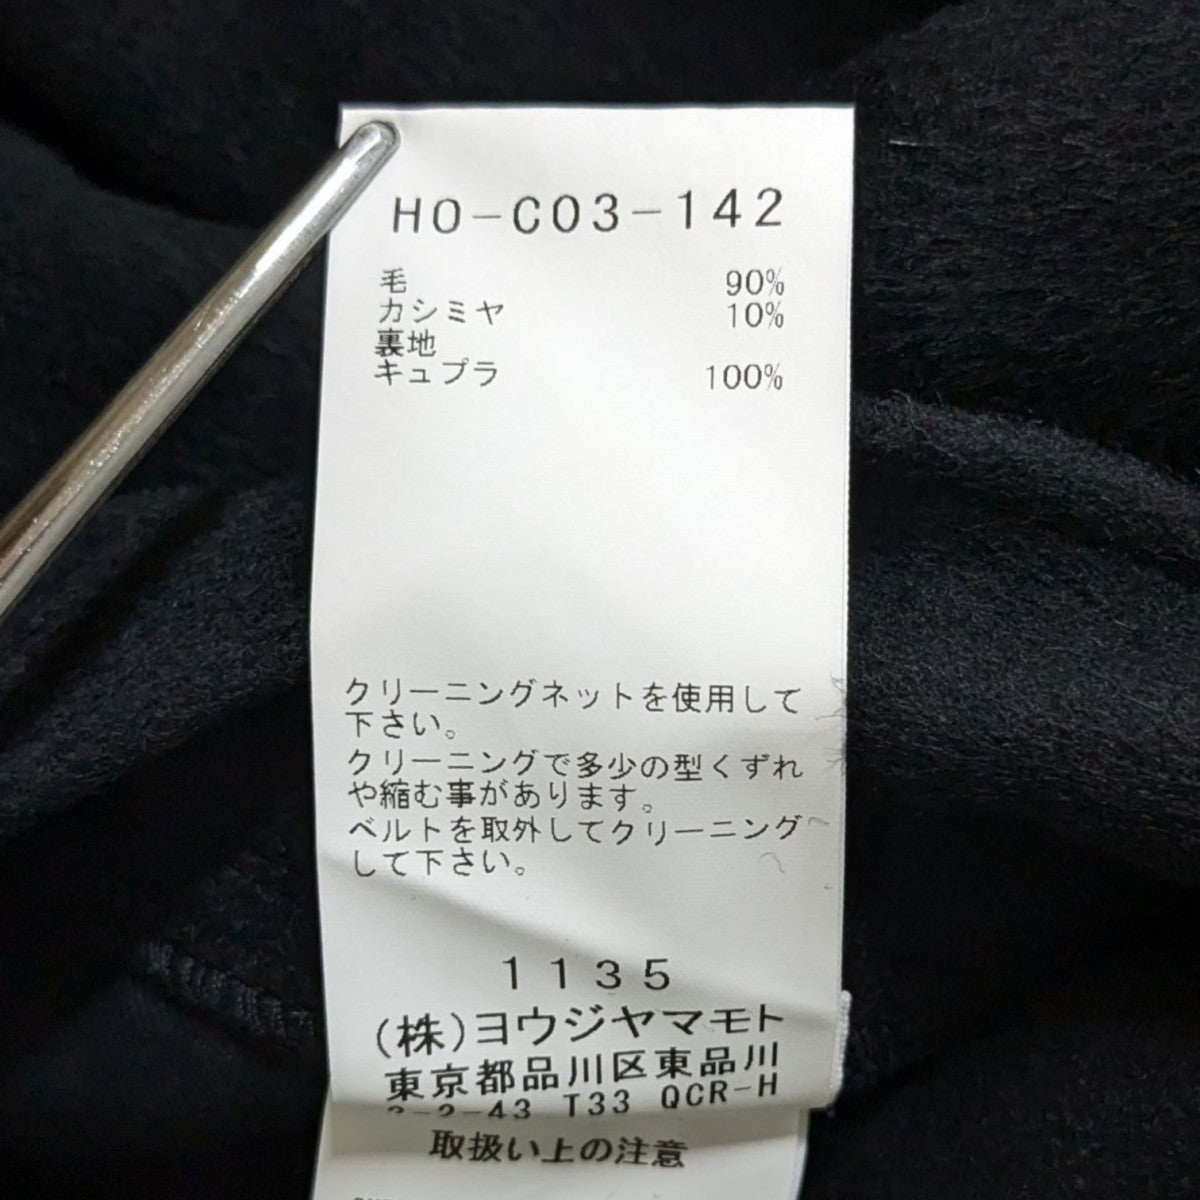 HO-C03-142
毛 90%
カシミヤ 10%
裏地
キュプラ 100%
クリーニングネットを使用して
下さい。
クリーニングで多少の型くずれ
や縮む事があります。
ベルトを取外してクリーニング
して下さい。
1135
(株)ヨウジヤマモト
東京都品川区東品川
2-2-43 T33 QCR-H
取扱い上の注意